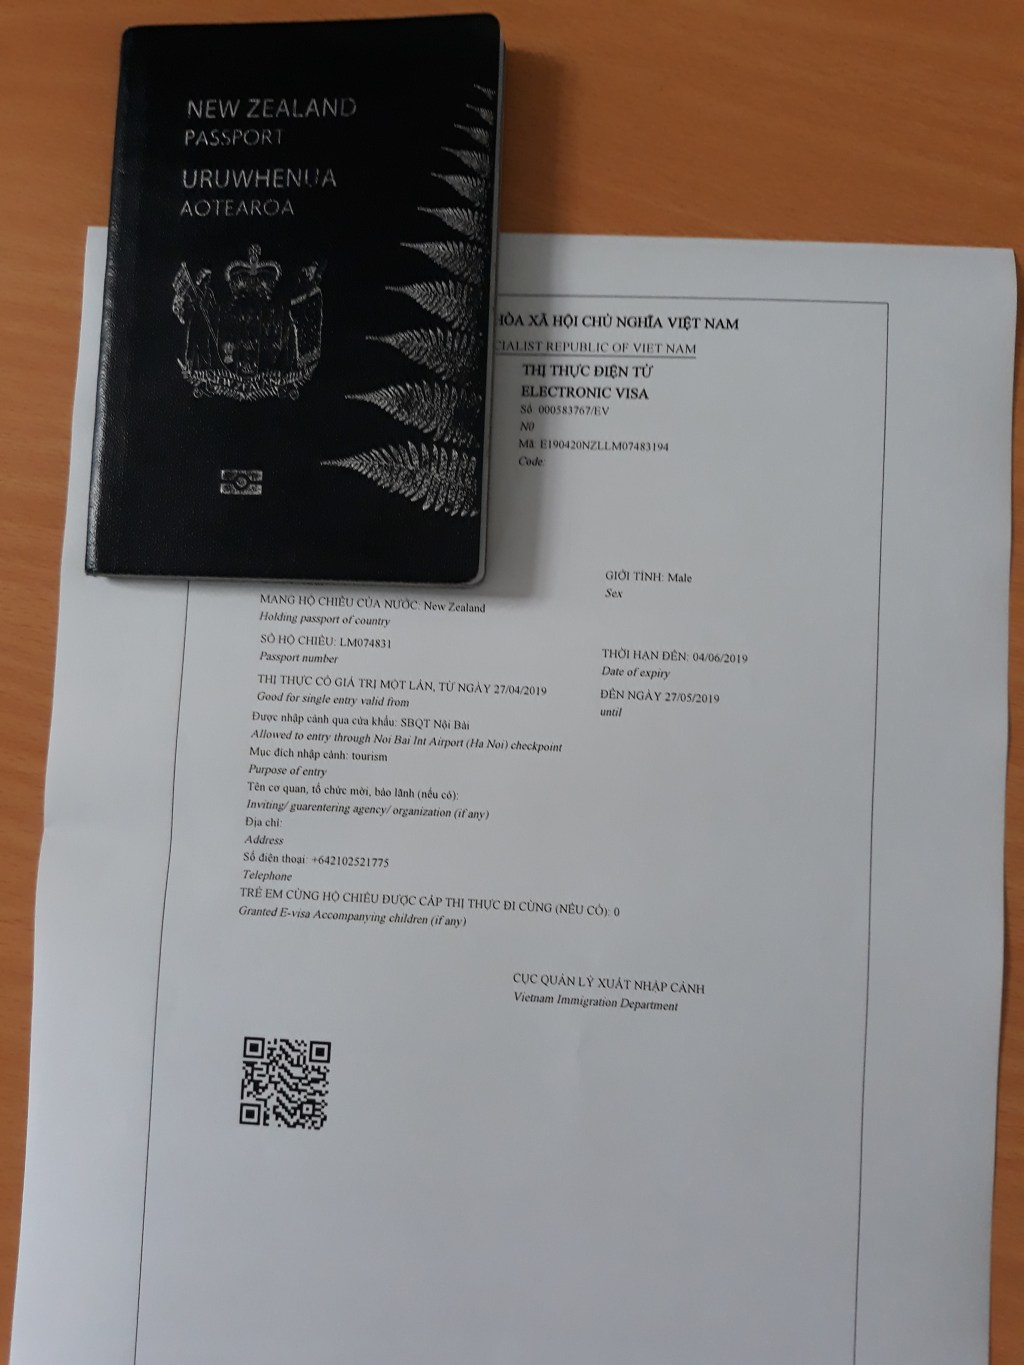 NEW ZEALAND
PASSPORT
URUWHENUA
AOTEAROA
HÒA XÃ HỘI CHỦ NGHĨA VIỆT NAM
CIALIST REPUBLIC OF VIET NAM
THỊ THỰC ĐIỆN TỬ
ELECTRONIC VISA
Số: 000583767/EV
N0
Mã: E190420NZLLM07483194
Code:
GIỚI TÍNH: Male
Sex
MANG HỘ CHIẾU CỦA NƯỚC: New Zealand
Holding passport of country
SỐ HỘ CHIẾU: LM074831
Passport number
THỜI HẠN ĐẾN: 04/06/2019
Date of expiry
THỊ THỰC CÓ GIÁ TRỊ MỘT LẦN, TỪ NGÀY 27/04/2019
Good for single entry valid from
ĐẾN NGÀY 27/05/2019
until
Được nhập cảnh qua cửa khẩu: SBQT Nội Bài
Allowed to entry through Noi Bai Int Airport (Ha Noi) checkpoint
Mục đích nhập cảnh: tourism
Purpose of entry
Tên cơ quan, tổ chức mời, bảo lãnh (nếu có):
Inviting/ guarentering agency/ organization (if any)
Địa chỉ:
Address
Số điện thoại: +642102521775
Telephone
TRẺ EM CÙNG HỘ CHIẾU ĐƯỢC CẤP THỊ THỰC ĐI CÙNG (NẾU CÓ): 0
Granted E-visa Accompanying children (if any)
CỤC QUẢN LÝ XUẤT NHẬP CẢNH
Vietnam Immigration Department